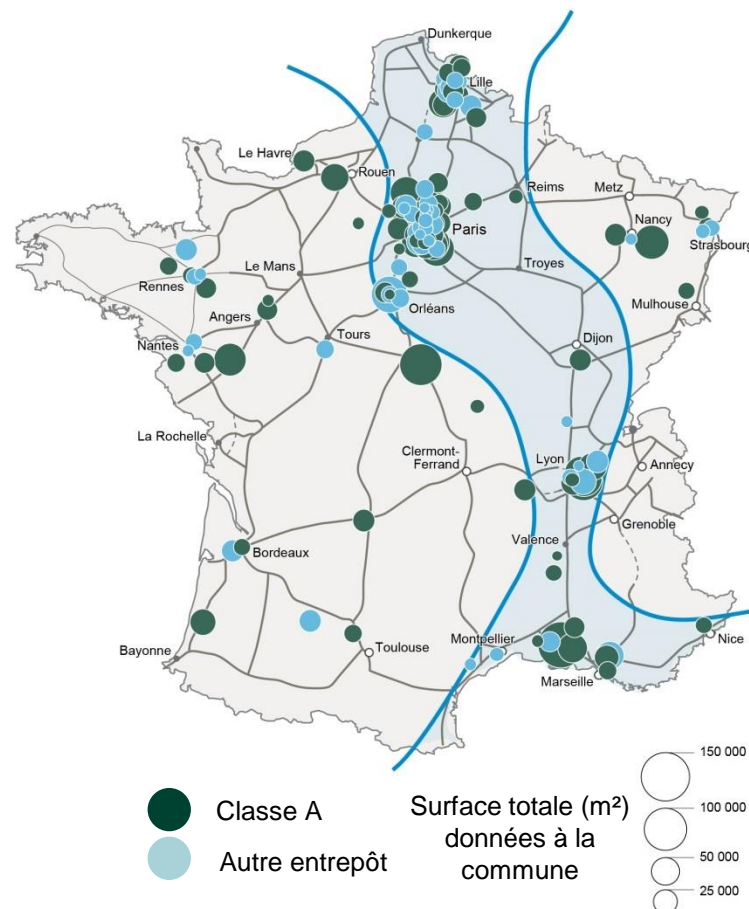 Dunkerque
Lille
Le Havre
Rouen
Reims
Metz
Nancy
Paris
Strasbourg
Rennes
Le Mans
Troyes
Orléans
Mulhouse
Angers
Nantes
Tours
Dijon
La Rochelle
Clermont-
Ferrand
Lyon
Annecy
Grenoble
Valence
Bordeaux
Bayonne
Toulouse
Montpellier
Nice
Marseille
Classe A
Autre entrepôt
Surface totale (m²)
données à la
commune
150 000
100 000
50 000
25 000